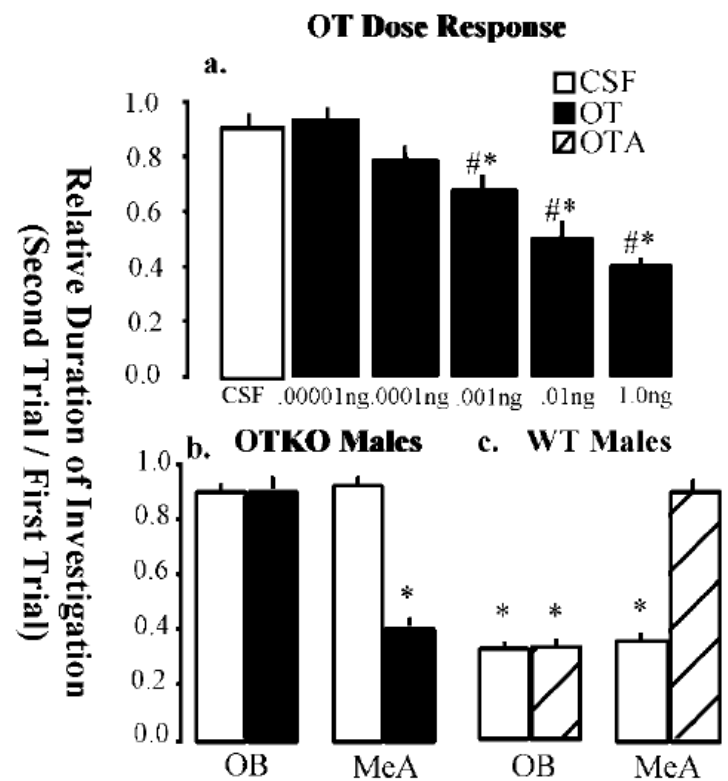 OT Dose Response
a.
CSF
OT
OTA
Relative Duration of Investigation
(Second Trial / First Trial)
1.0
0.8
0.6
0.4
0.2
0.0
#*
#*
#*
CSF .00001ng .0001ng .001ng .01ng 1.0ng
b. OTKO Males c. WT Males
1.0
0.8
0.6
0.4
0.2
0.0
*
*
*
*
OB MeA OB MeA